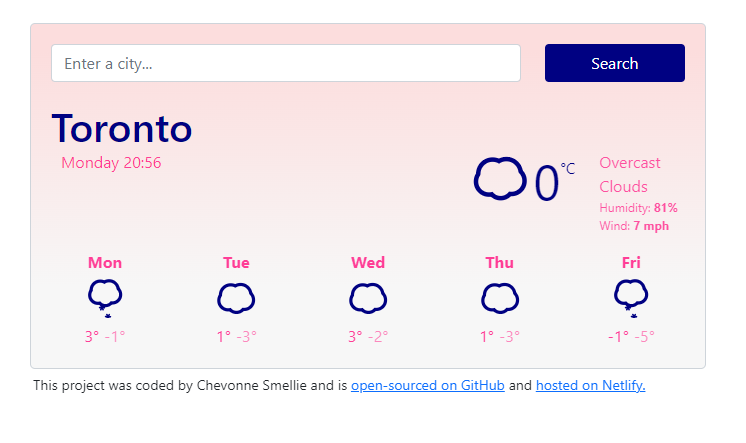 Enter a city...
Search
Toronto
Monday 20:56
0°C
Overcast
Clouds
Humidity: 81%
Wind: 7 mph
Mon Tue Wed Thu Fri
3° -1° 1° -3° 3° -2° 1° -3° -1° -5°
This project was coded by Chevonne Smellie and is open-sourced on GitHub and hosted on Netlify.